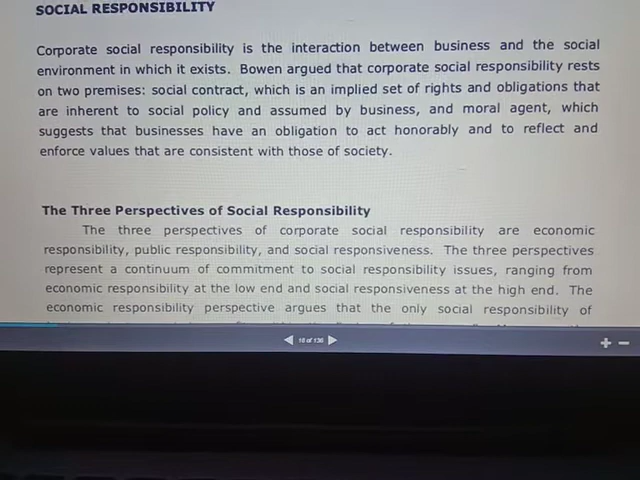 SOCIAL RESPONSIBILITY
Corporate social responsibility is the interaction between business and the social
environment in which it exists. Bowen argued that corporate social responsibility rests
on two premises: social contract, which is an implied set of rights and obligations that
are inherent to social policy and assumed by business, and moral agent, which
suggests that businesses have an obligation to act honorably and to reflect and
enforce values that are consistent with those of society.
The Three Perspectives of Social Responsibility
The three perspectives of corporate social responsibility are economic
responsibility, public responsibility, and social responsiveness. The three perspectives
represent a continuum of commitment to social responsibility issues, ranging from
economic responsibility at the low end and social responsiveness at the high end. The
economic responsibility perspective argues that the only social responsibility of